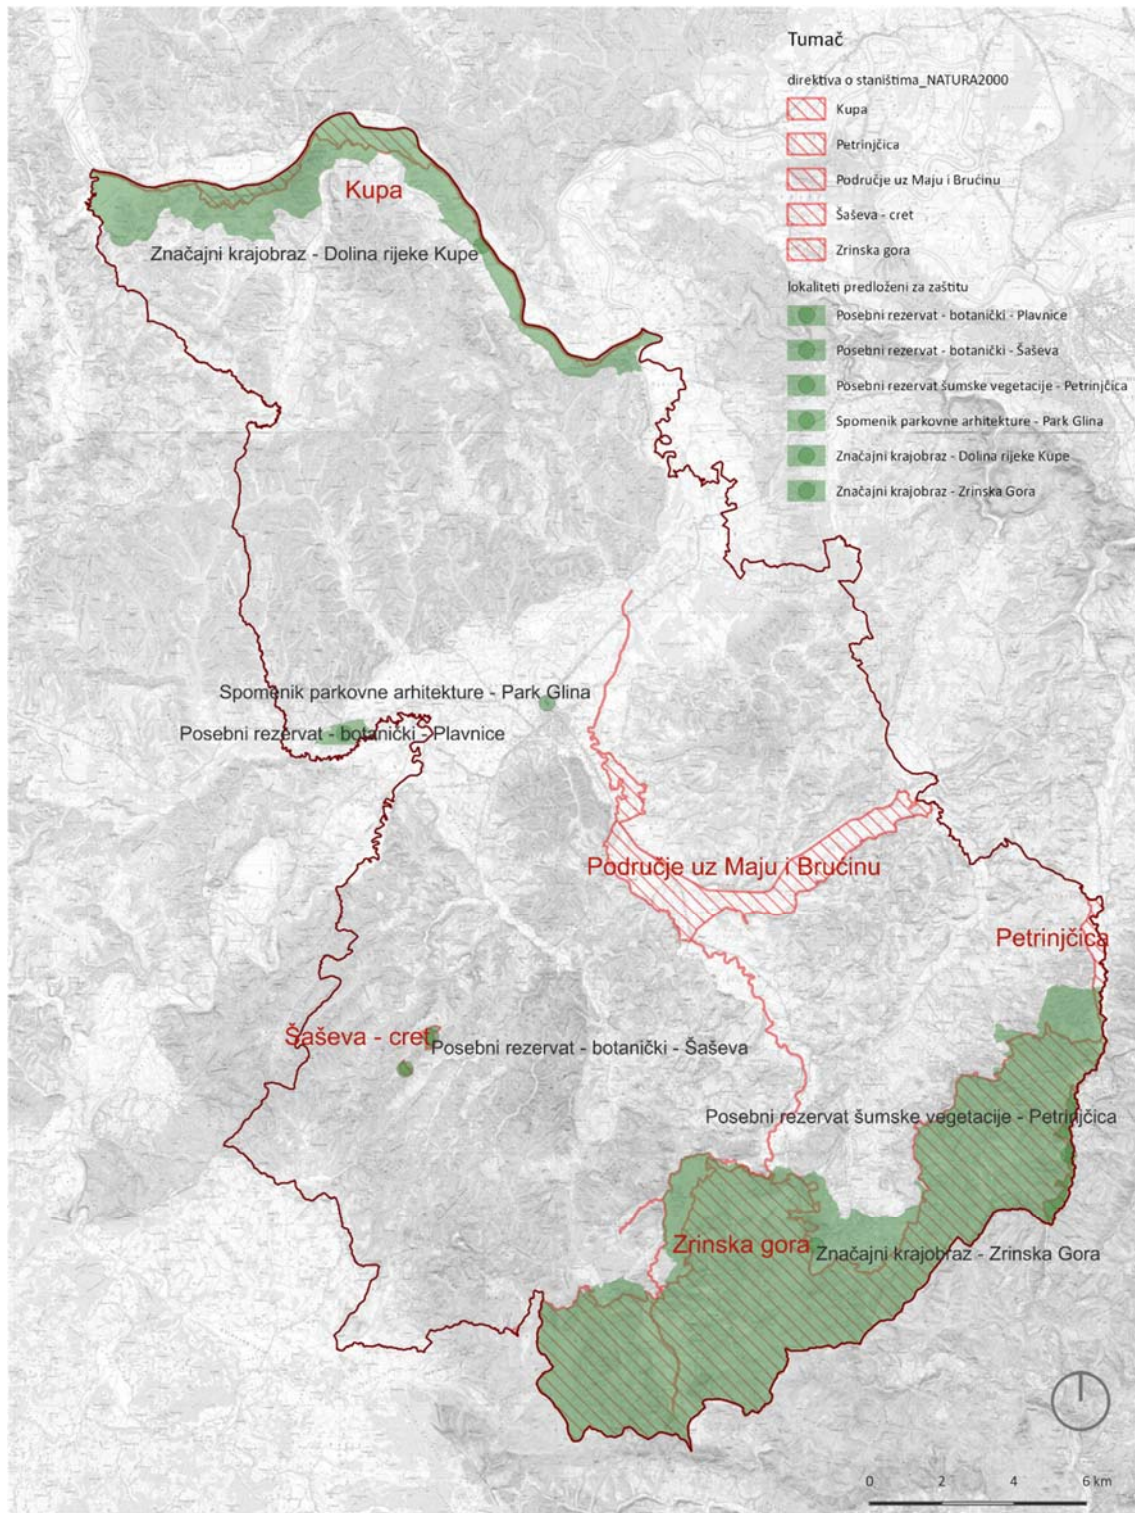 Tumač
direktiva o staništima_NATURA2000
Kupa
Petrinjčica
Područje uz Maju i Brućinu
Šaševa - cret
Zrinska gora
lokaliteti predloženi za zaštitu
Posebni rezervat - botanički - Plavnice
Posebni rezervat - botanički - Šaševa
Posebni rezervat šumske vegetacije - Petrinjčica
Spomenik parkovne arhitekture - Park Glina
Značajni krajobraz - Dolina rijeke Kupe
Značajni krajobraz - Zrinska Gora
Kupa
Značajni krajobraz - Dolina rijeke Kupe
Spomenik parkovne arhitekture - Park Glina
Posebni rezervat - botanički - Plavnice
Područje uz Maju i Brućinu
Petrinjčica
Šaševa - cret
Posebni rezervat - botanički - Šaševa
Posebni rezervat šumske vegetacije - Petrinjčica
Zrinska gora
Značajni krajobraz - Zrinska Gora
0 2 4 6 km